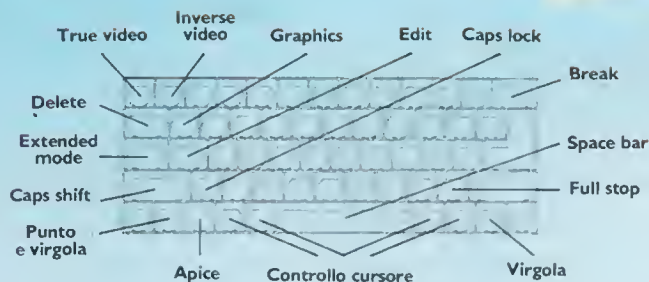 True video
Inverse
video
Graphics
Edit
Caps lock
Break
Delete
Extended
mode
Space bar
Caps shift
Full stop
Punto
e virgola
Apice
Controllo cursore
Virgola